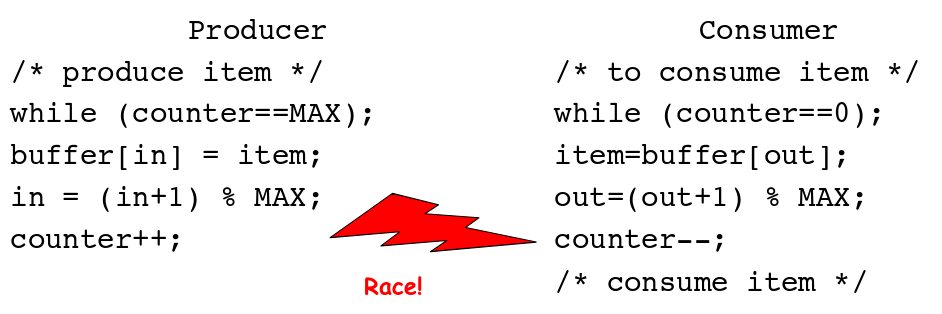 Producer
/* produce item */
while (counter==MAX);
buffer[in] = item;
in = (in+1) % MAX;
counter++;
Consumer
/* to consume item */
while (counter==0);
item=buffer[out];
out=(out+1) % MAX;
counter--;
/* consume item */
Race!